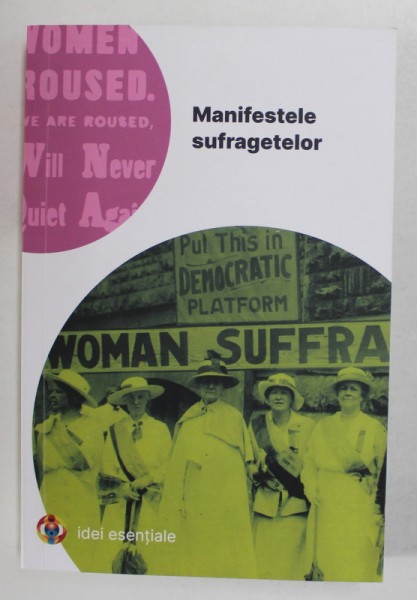 WOMEN
ROUSED.
WE ARE ROUSED,
Will Never
Quiet Again
Manifestele
sufragetelor
Put This in
DEMOCRATIC
PLATFORM
WOMAN SUFFRA
idei esențiale